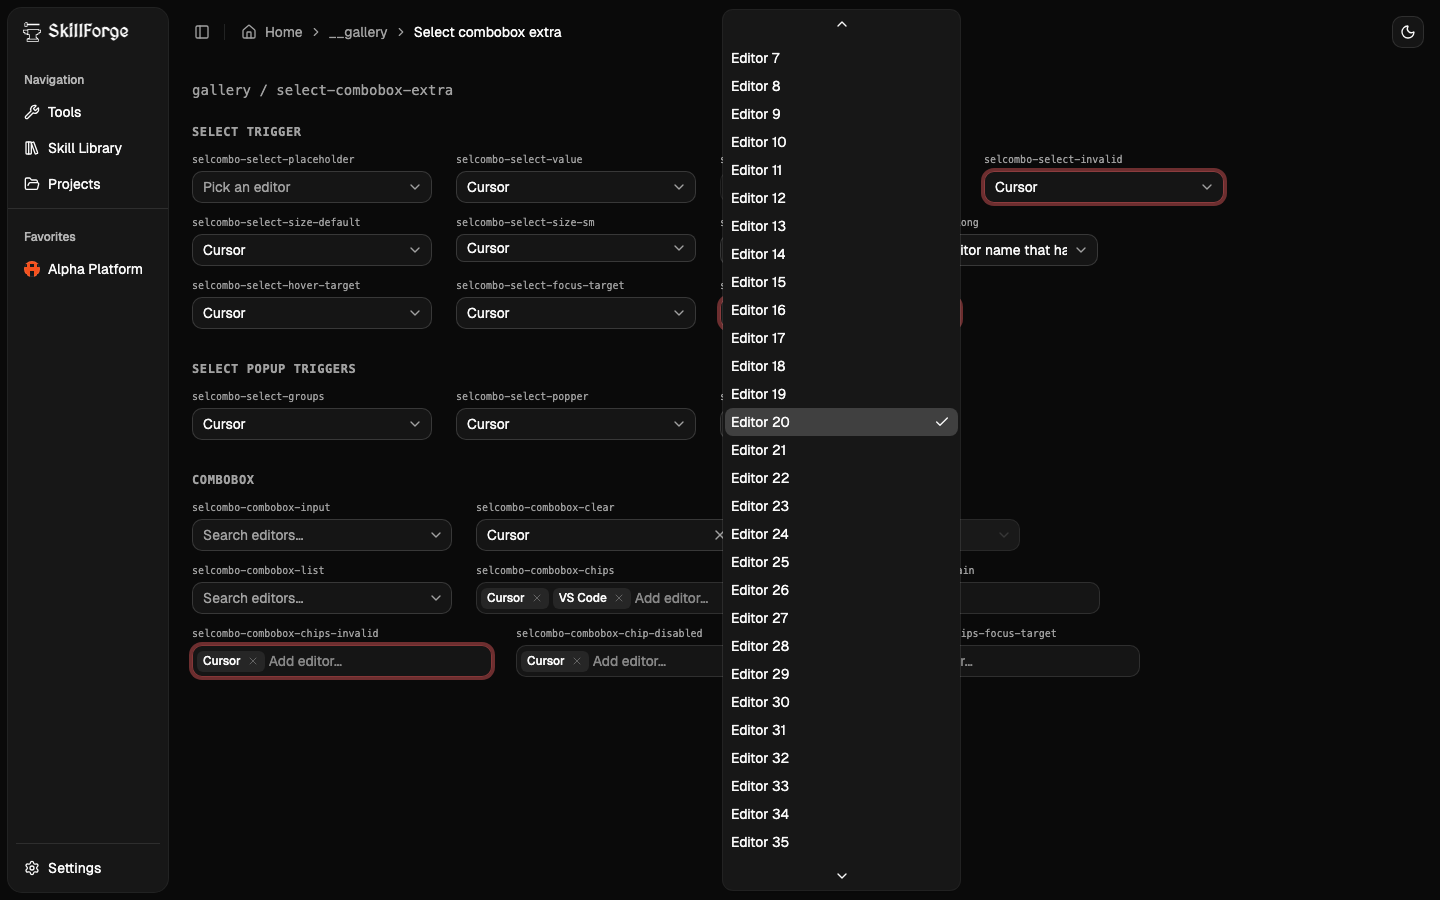 SkillForge
Navigation
Tools
Skill Library
Projects
Favorites
Alpha Platform
Settings
Home
__gallery
Select combobox extra
gallery / select-combobox-extra
SELECT TRIGGER
selcombo-select-placeholder
selcombo-select-value
selcombo-select-invalid
Pick an editor
Cursor
Cursor
selcombo-select-size-default
selcombo-select-size-sm
ong
Cursor
Cursor
itor name that ha
selcombo-select-hover-target
selcombo-select-focus-target
Cursor
Cursor
SELECT POPUP TRIGGERS
selcombo-select-groups
selcombo-select-popper
Cursor
Cursor
COMBOBOX
selcombo-combobox-input
selcombo-combobox-clear
Search editors...
Cursor
selcombo-combobox-list
selcombo-combobox-chips
ain
Search editors...
Cursor
VS Code
Add editor...
selcombo-combobox-chips-invalid
selcombo-combobox-chip-disabled
ips-focus-target
Cursor
Add editor...
Cursor
Add editor...
r...
Editor 7
Editor 8
Editor 9
Editor 10
Editor 11
Editor 12
Editor 13
Editor 14
Editor 15
Editor 16
Editor 17
Editor 18
Editor 19
Editor 20
Editor 21
Editor 22
Editor 23
Editor 24
Editor 25
Editor 26
Editor 27
Editor 28
Editor 29
Editor 30
Editor 31
Editor 32
Editor 33
Editor 34
Editor 35